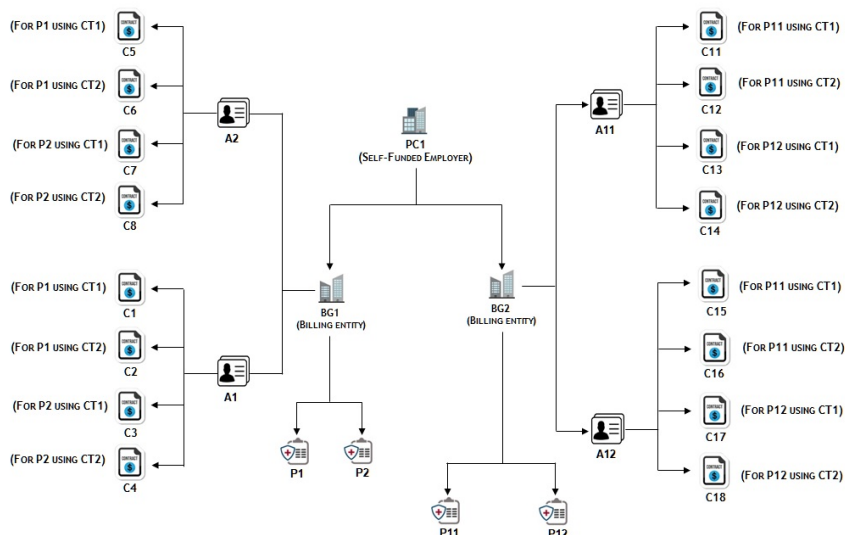 (FOR P1 USING CT1)
C5
(FOR P1 USING CT2)
C6
(FOR P2 USING CT1)
C7
(FOR P2 USING CT2)
C8
A2
(FOR P1 USING CT1)
C1
(FOR P1 USING CT2)
C2
(FOR P2 USING CT1)
C3
(FOR P2 USING CT2)
C4
A1
PC1
(SELF-FUNDED EMPLOYER)
BG1
(BILLING ENTITY)
BG2
(BILLING ENTITY)
P1
P2
P11
P12
A11
CONTRACT
C11
(FOR P11 USING CT1)
C12
(FOR P11 USING CT2)
C13
(FOR P12 USING CT1)
C14
(FOR P12 USING CT2)
A12
C15
(FOR P11 USING CT1)
C16
(FOR P11 USING CT2)
C17
(FOR P12 USING CT1)
C18
(FOR P12 USING CT2)